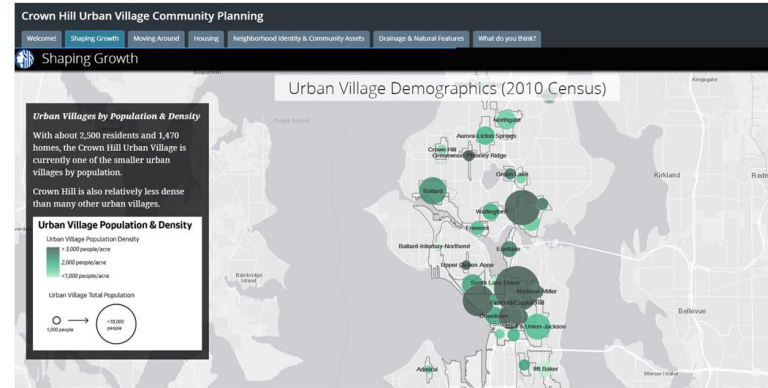 Crown Hill Urban Village Community Planning
Welcome! Shaping Growth Moving Around Housing Neighborhood Identity & Community Assets Drainage & Natural Features What do you think?
Shaping Growth
Urban Village Demographics (2010 Census)
Urban Villages by Population & Density
With about 2,500 residents and 1,470
homes, the Crown Hill Urban Village is
currently one of the smaller urban
villages by population.
Crown Hill is also relatively less dense
than many other urban villages.
Urban Village Population & Density
Urban Village Population Density
> 3,000 people/acre
2,000 people/acre
<1,000 people/acre
Urban Village Total Population
1,000 people
>18,000
people
Kingsgate
Puget Sound
Northgate
Aurora-Licton Springs
Crown Hill
Greenwood-Phinney Ridge
Green Lake
Kirkland
Ballard
Wallingford
Fremont
Ballard-Interbay-Northend
Eastlake
Upper Queen Anne
Bainbridge
Island
South Lake Union
Madison-Miller
First Hill/Capitol Hill
Downtown
Bellevue
Union-Jackson
Admiral
Mt Baker
Mercer Island